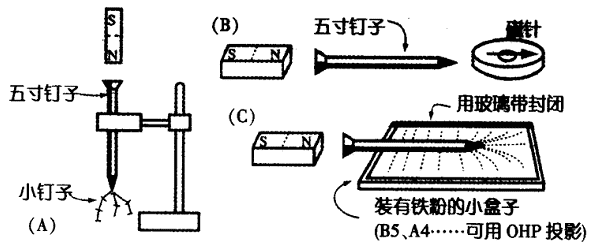 S
N
五寸钉子
小钉子
(A)
(B)
五寸钉子
磁针
S N
(C)
用玻璃带封闭
S N
装有铁粉的小盒子
(B5、A4……可用OHP投影)